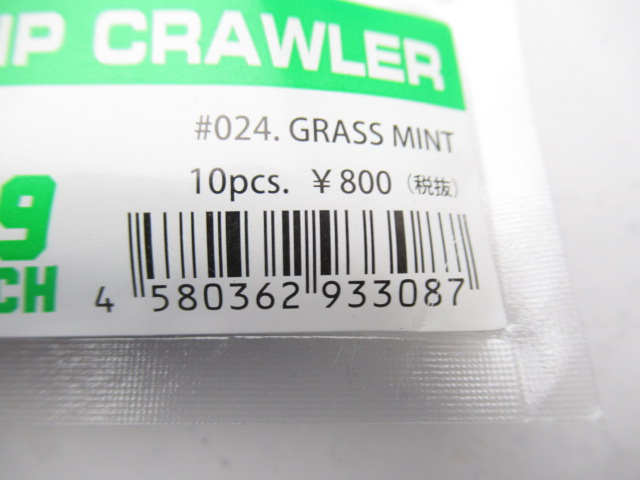 IP CRAWLER
#024. GRASS MINT
10pcs. ￥800 (税抜)
9
CH
4 580362 933087